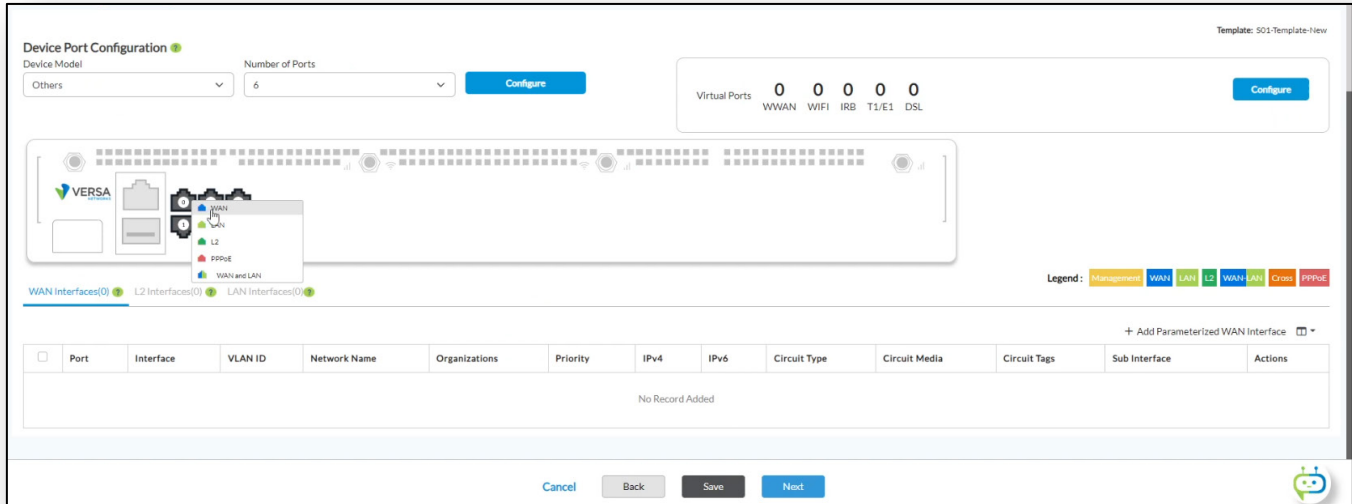 Template: S01-Template-New
Device Port Configuration ?
Device Model
Number of Ports
Others
6
Configure
Virtual Ports
0 0 0 0 0
WWAN WIFI IRB T1/E1 DSL
Configure
VERSA
NETWORKS
0
1
WAN
LAN
L2
PPPoE
WAN and LAN
Legend : Management WAN LAN L2 WAN-LAN Cross PPPoE
WAN Interfaces(0) ? L2 Interfaces(0) ? LAN Interfaces(0) ?
+ Add Parameterized WAN Interface
Port Interface VLAN ID Network Name Organizations Priority IPv4 IPv6 Circuit Type Circuit Media Circuit Tags Sub Interface Actions
No Record Added
Cancel Back Save Next